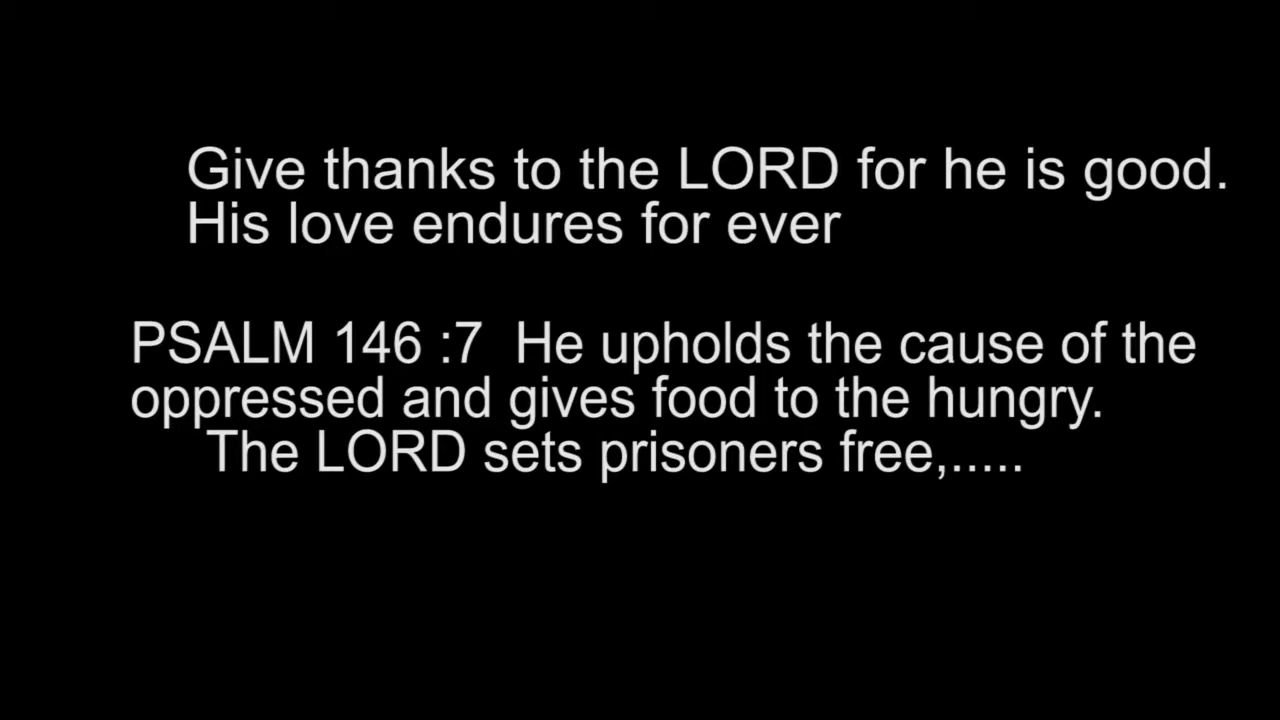 Give thanks to the LORD for he is good.
His love endures for ever
PSALM 146 :7  He upholds the cause of the
oppressed and gives food to the hungry.
The LORD sets prisoners free,.....